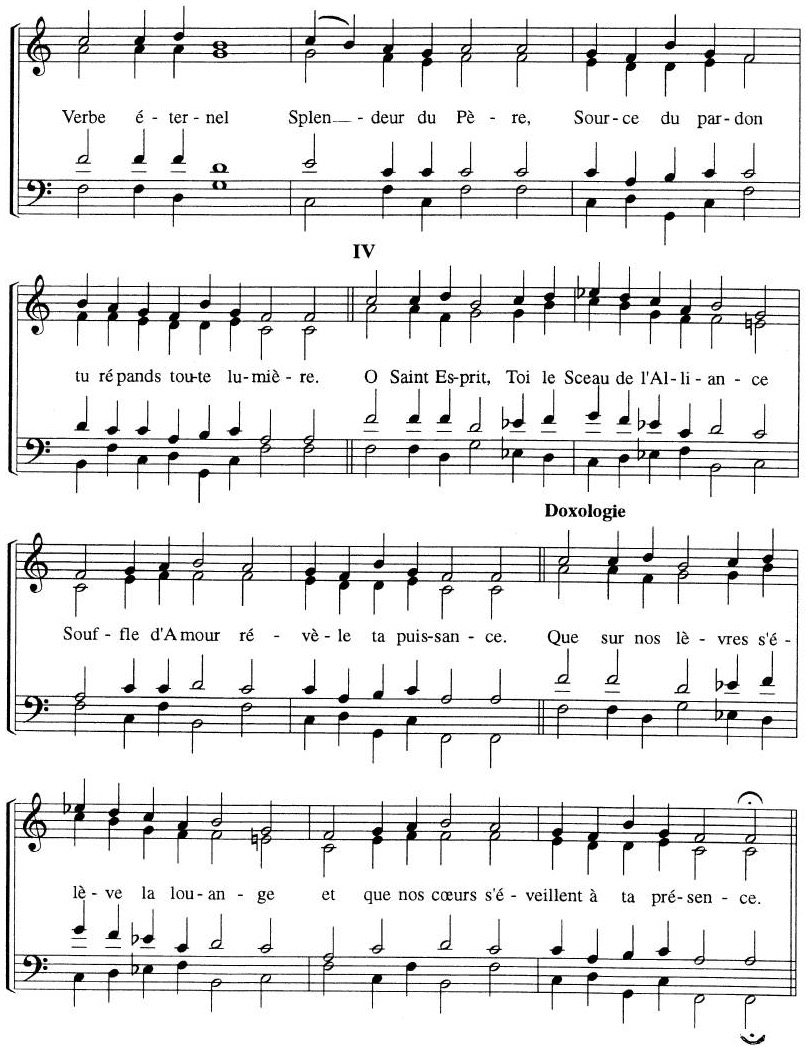 Verbe é - ter - nel Splen - deur du Pè - re, Sour - ce du par - don
IV
tu ré pands tou-te lu-miè - re. O Saint Es-prit, Toi le Sceau de l'Al - li - an - ce
Doxologie
Souf - fle d'Amour ré - vè - le ta puis-san - ce. Que sur nos lè - vres s'é -
lè - ve la lou - an - ge et que nos cœurs s'é - veillent à ta pré-sen - ce.